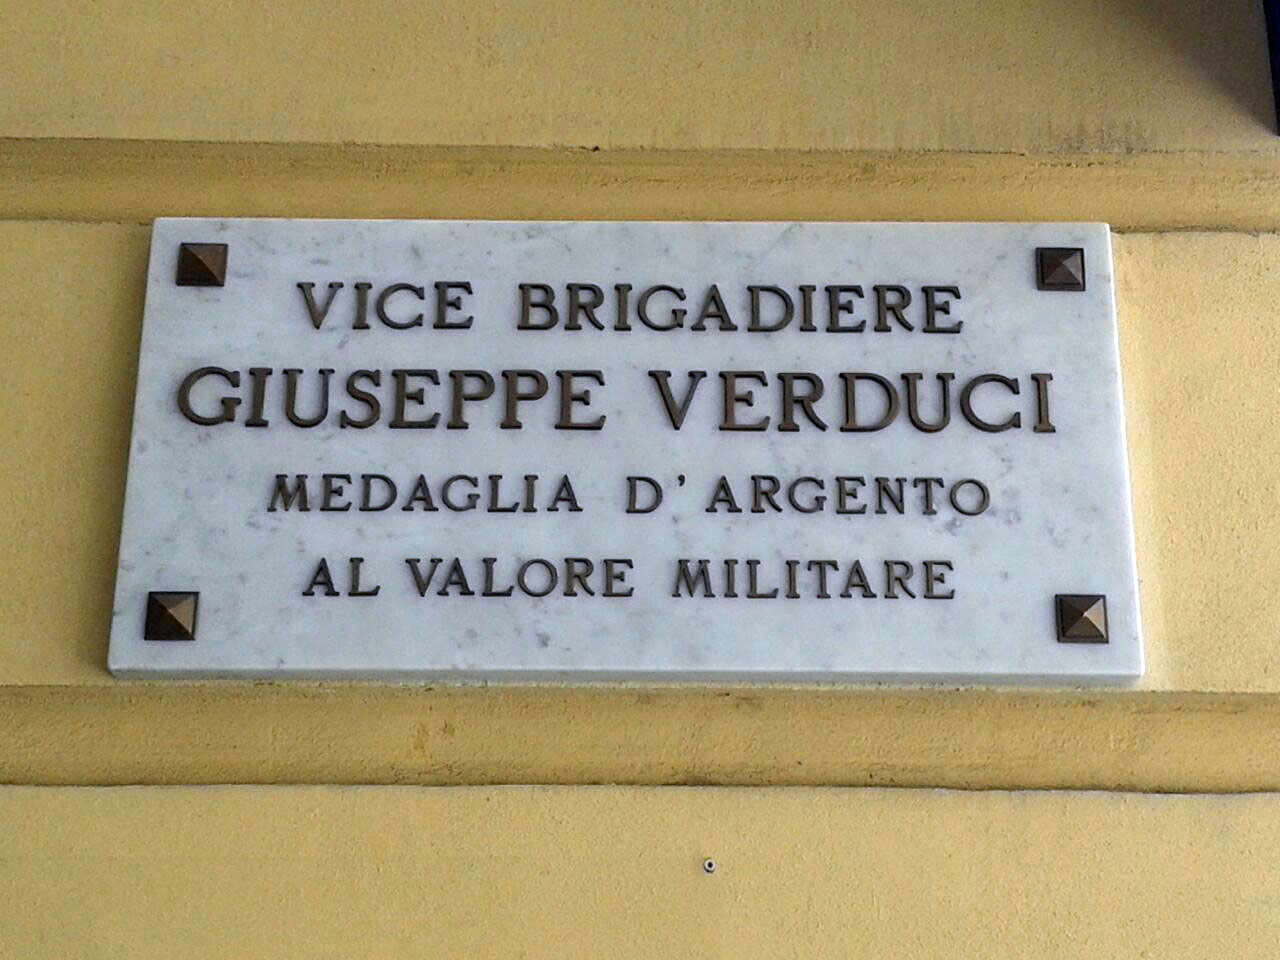 VICE BRIGADIERE
GIUSEPPE VERDUCI
MEDAGLIA D'ARGENTO
AL VALORE MILITARE